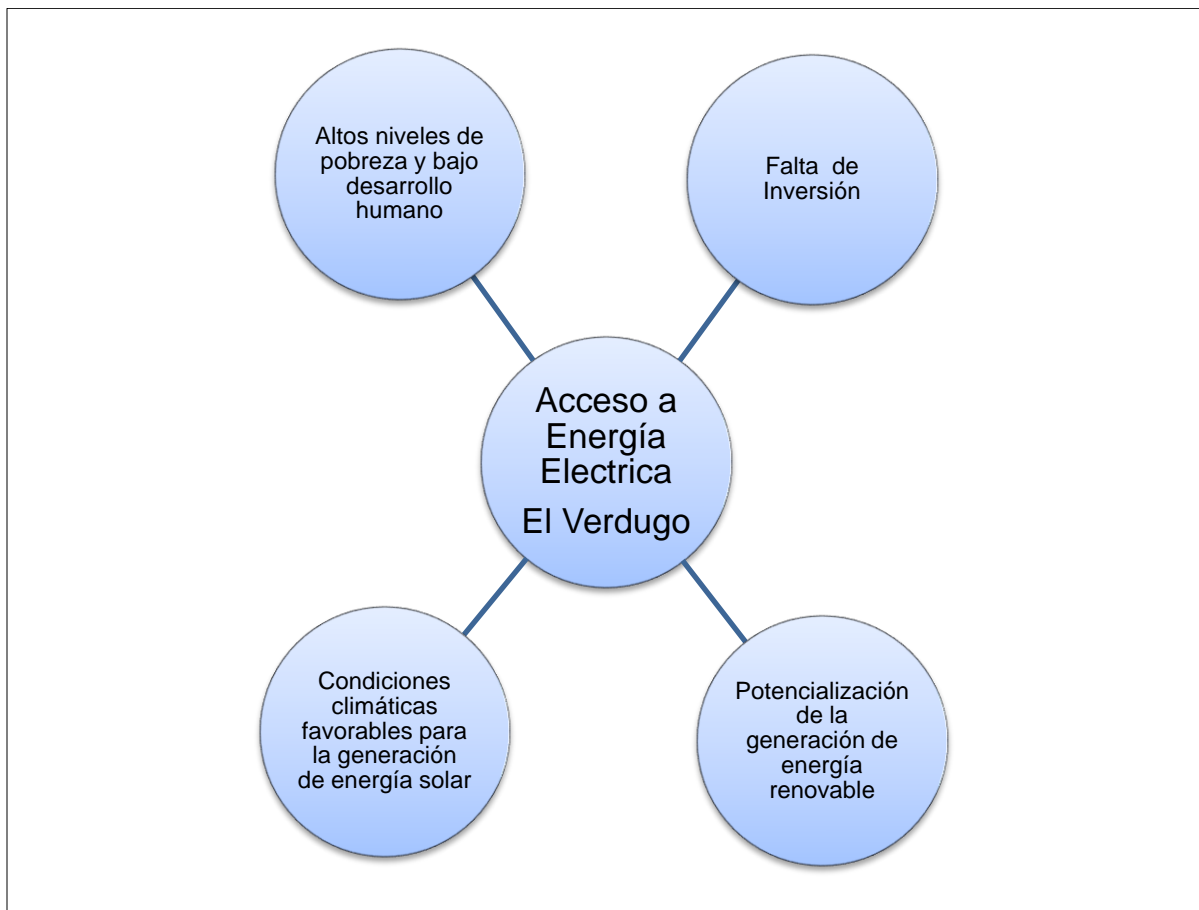 Altos niveles de
pobreza y bajo
desarrollo
humano
Falta de
Inversión
Acceso a
Energía
Electrica
El Verdugo
Condiciones
climáticas
favorables para
la generación
de energía solar
Potencialización
de la
generación de
energía
renovable